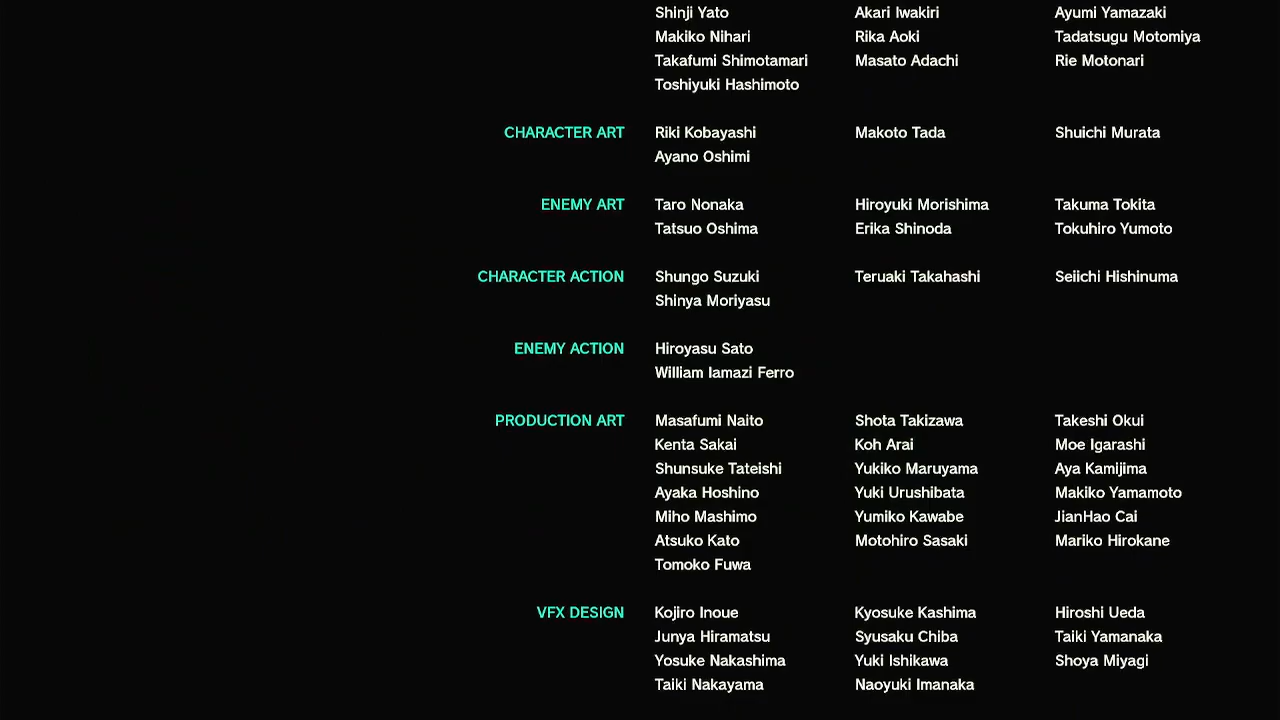 Shinji Yato Akari Iwakiri Ayumi Yamazaki
Makiko Nihari Rika Aoki Tadatsugu Motomiya
Takafumi Shimotamari Masato Adachi Rie Motonari
Toshiyuki Hashimoto
CHARACTER ART Riki Kobayashi Makoto Tada Shuichi Murata
Ayano Oshimi
ENEMY ART Taro Nonaka Hiroyuki Morishima Takuma Tokita
Tatsuo Oshima Erika Shinoda Tokuhiro Yumoto
CHARACTER ACTION Shungo Suzuki Teruaki Takahashi Seiichi Hishinuma
Shinya Moriyasu
ENEMY ACTION Hiroyasu Sato
William Iamazi Ferro
PRODUCTION ART Masafumi Naito Shota Takizawa Takeshi Okui
Kenta Sakai Koh Arai Moe Igarashi
Shunsuke Tateishi Yukiko Maruyama Aya Kamijima
Ayaka Hoshino Yuki Urushibata Makiko Yamamoto
Miho Mashimo Yumiko Kawabe JianHao Cai
Atsuko Kato Motohiro Sasaki Mariko Hirokane
Tomoko Fuwa
VFX DESIGN Kojiro Inoue Kyosuke Kashima Hiroshi Ueda
Junya Hiramatsu Syusaku Chiba Taiki Yamanaka
Yosuke Nakashima Yuki Ishikawa Shoya Miyagi
Taiki Nakayama Naoyuki Imanaka